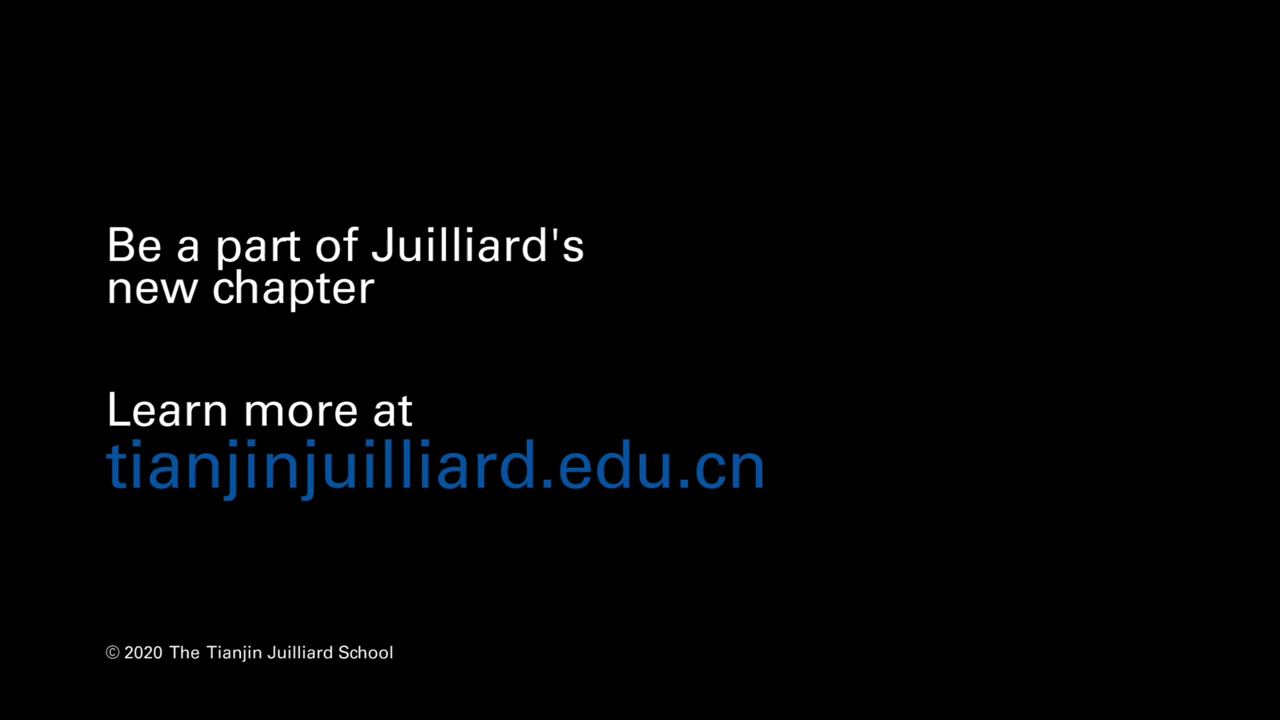 Be a part of Juilliard's
new chapter
Learn more at
tianjinjuilliard.edu.cn
© 2020 The Tianjin Juilliard School